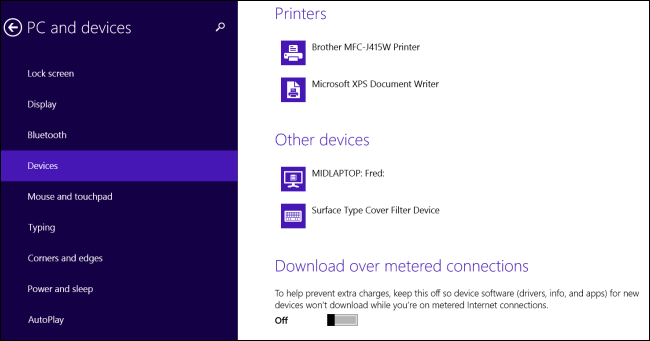 PC and devices
Lock screen
Display
Bluetooth
Devices
Mouse and touchpad
Typing
Corners and edges
Power and sleep
AutoPlay
Printers
Brother MFC-J415W Printer
Microsoft XPS Document Writer
Other devices
MIDLAPTOP: Fred:
Surface Type Cover Filter Device
Download over metered connections
To help prevent extra charges, keep this off so device software (drivers, info, and apps) for new
devices won't download while you're on metered Internet connections.
Off